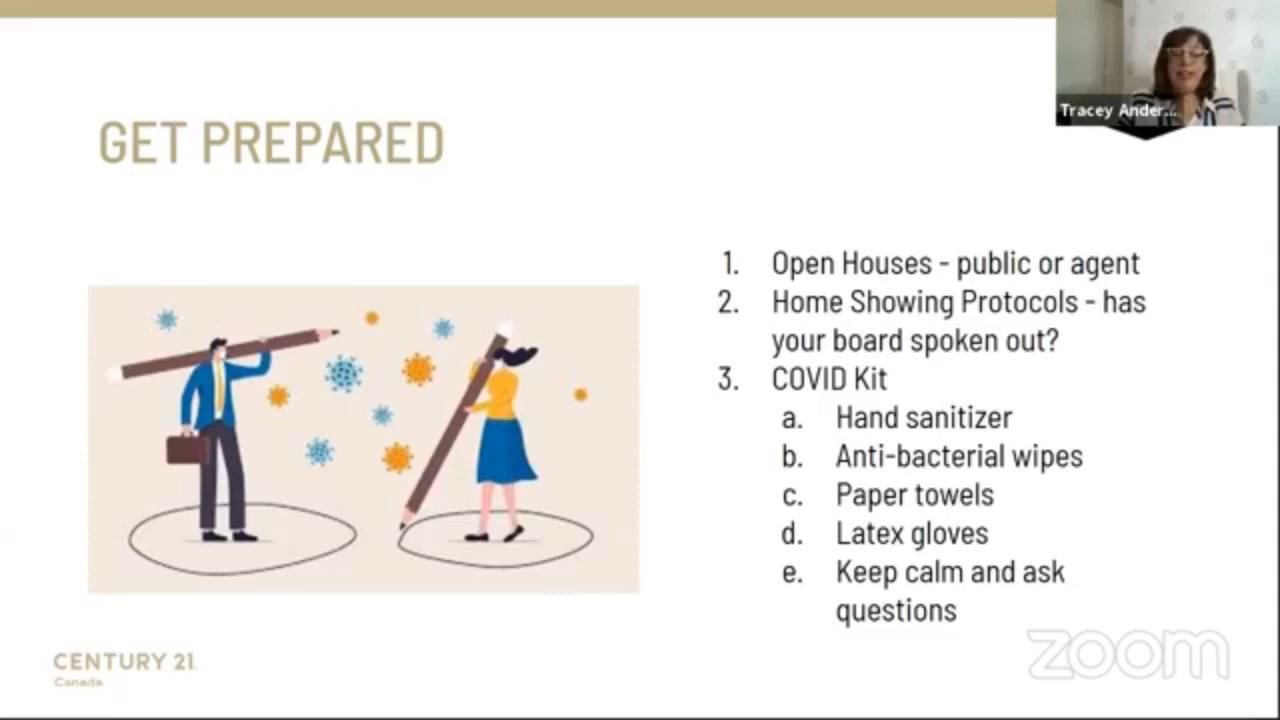 Tracey Ander...
GET PREPARED
1. Open Houses - public or agent
2. Home Showing Protocols - has
your board spoken out?
3. COVID Kit
a. Hand sanitizer
b. Anti-bacterial wipes
c. Paper towels
d. Latex gloves
e. Keep calm and ask
questions
CENTURY 21
Canada
zoom